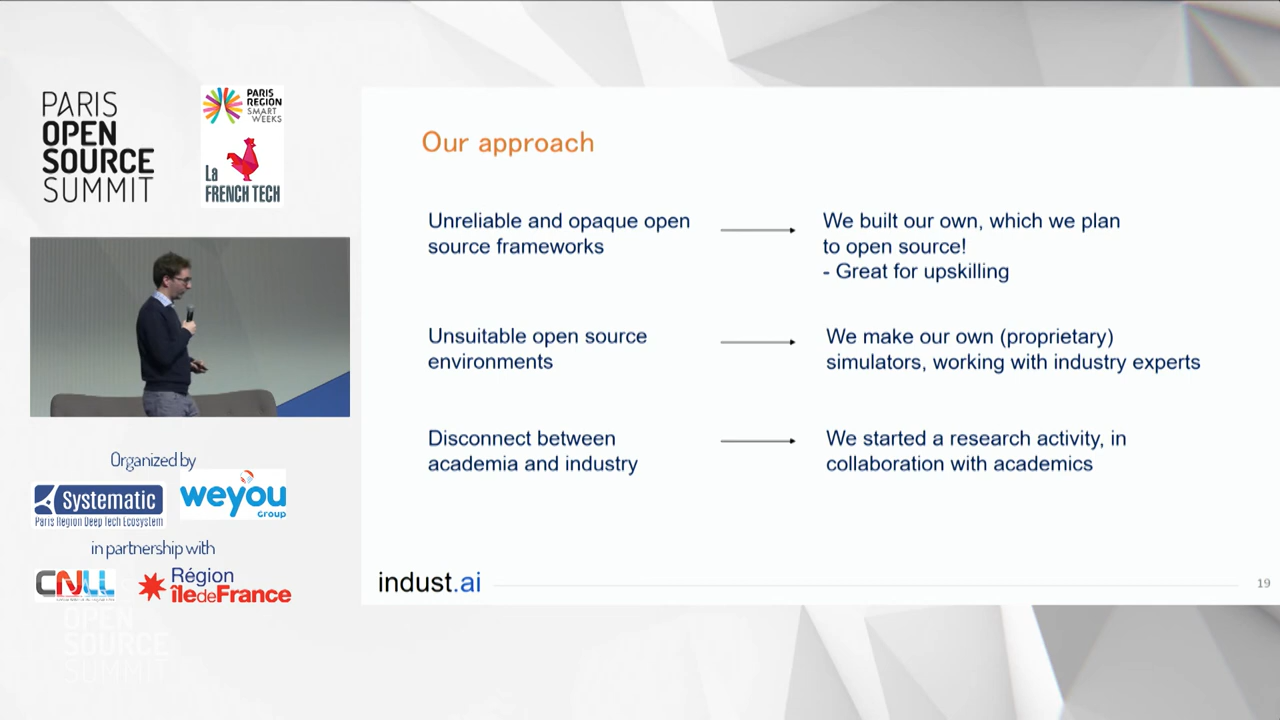 PARIS
OPEN
SOURCE
SUMMIT
PARIS
REGION
SMART
WEEKS
La
FRENCH TECH
Our approach
Unreliable and opaque open
source frameworks
We built our own, which we plan
to open source!
- Great for upskilling
Unsuitable open source
environments
We make our own (proprietary)
simulators, working with industry experts
Disconnect between
academia and industry
We started a research activity, in
collaboration with academics
Organized by
Systematic
Paris Region Deep Tech Ecosystem
weyou
GROUP
in partnership with
CNLL
Région
îledeFrance
indust.ai
19
OPEN
SOURCE
SUMMIT